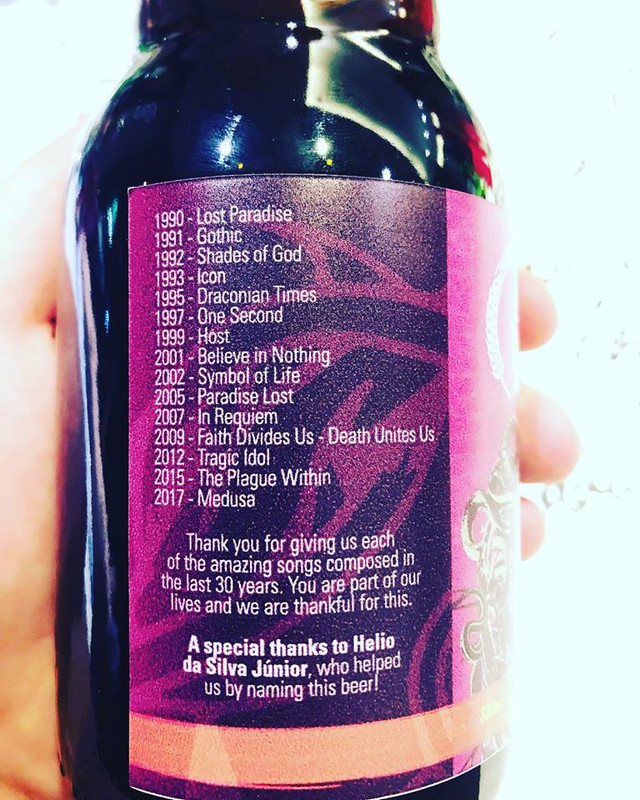 1990 - Lost Paradise
1991 - Gothic
1992 - Shades of God
1993 - Icon
1995 - Draconian Times
1997 - One Second
1999 - Host
2001 - Believe in Nothing
2002 - Symbol of Life
2005 - Paradise Lost
2007 - In Requiem
2009 - Faith Divides Us - Death Unites Us
2012 - Tragic Idol
2015 - The Plague Within
2017 - Medusa
Thank you for giving us each
of the amazing songs composed in
the last 30 years. You are part of our
lives and we are thankful for this.
A special thanks to Helio
da Silva Júnior, who helped
us by naming this beer!